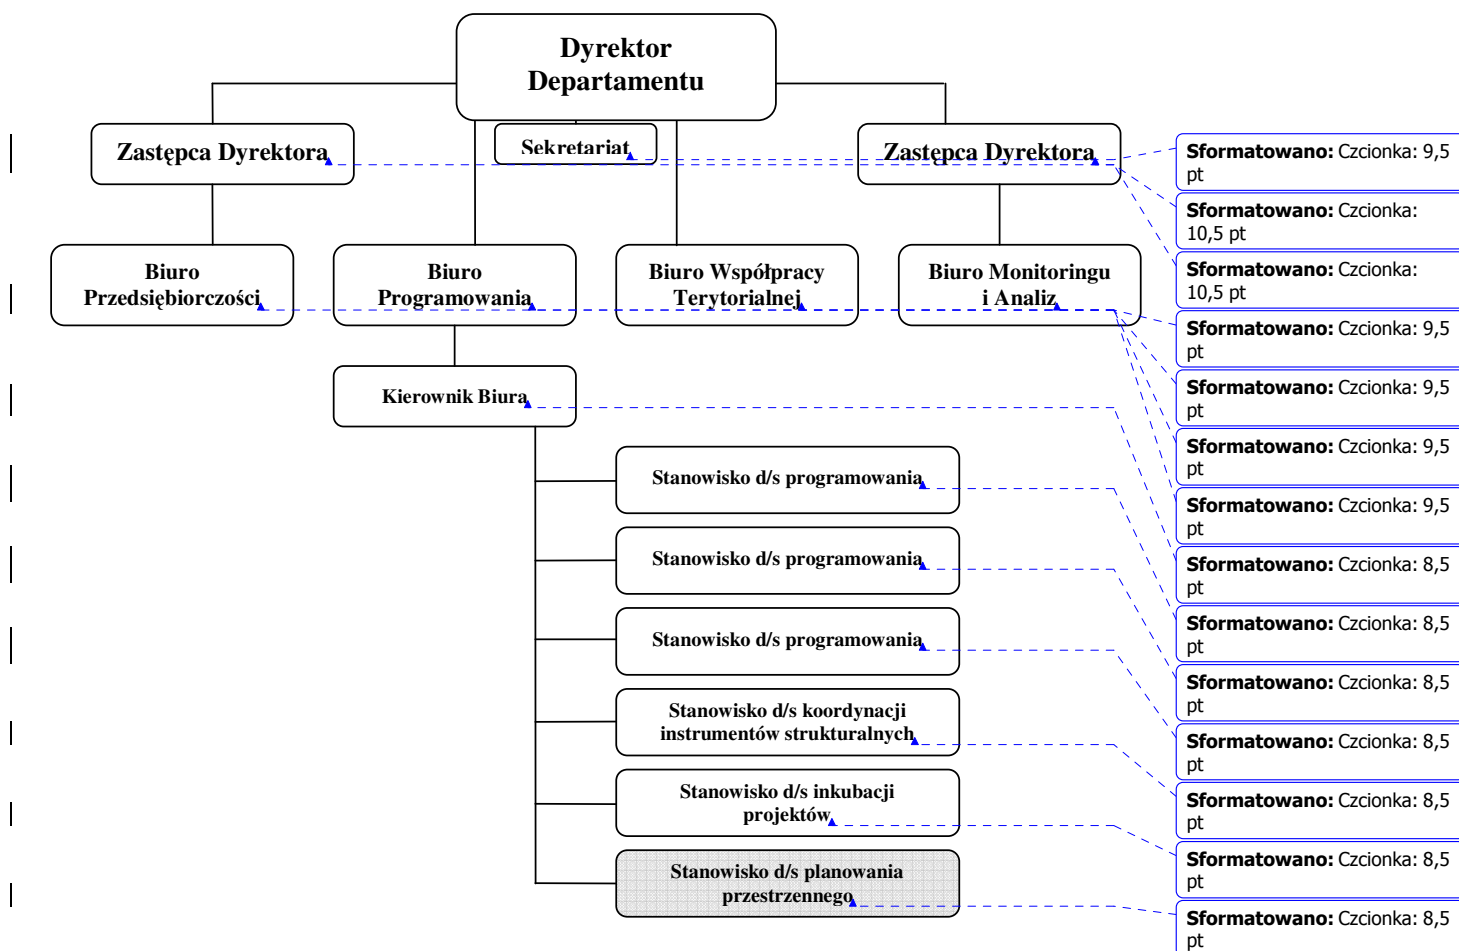 Dyrektor
Departamentu
Zastępca Dyrektora
Sekretariat
Zastępca Dyrektora
Biuro
Przedsiębiorczości
Biuro
Programowania
Biuro Współpracy
Terytorialnej
Biuro Monitoringu
i Analiz
Kierownik Biura
Stanowisko d/s programowania
Stanowisko d/s programowania
Stanowisko d/s programowania
Stanowisko d/s koordynacji
instrumentów strukturalnych
Stanowisko d/s inkubacji
projektów
Stanowisko d/s planowania
przestrzennego
Sformatowano: Czcionka: 9,5
pt
Sformatowano: Czcionka:
10,5 pt
Sformatowano: Czcionka:
10,5 pt
Sformatowano: Czcionka: 9,5
pt
Sformatowano: Czcionka: 9,5
pt
Sformatowano: Czcionka: 9,5
pt
Sformatowano: Czcionka: 9,5
pt
Sformatowano: Czcionka: 8,5
pt
Sformatowano: Czcionka: 8,5
pt
Sformatowano: Czcionka: 8,5
pt
Sformatowano: Czcionka: 8,5
pt
Sformatowano: Czcionka: 8,5
pt
Sformatowano: Czcionka: 8,5
pt
Sformatowano: Czcionka: 8,5
pt